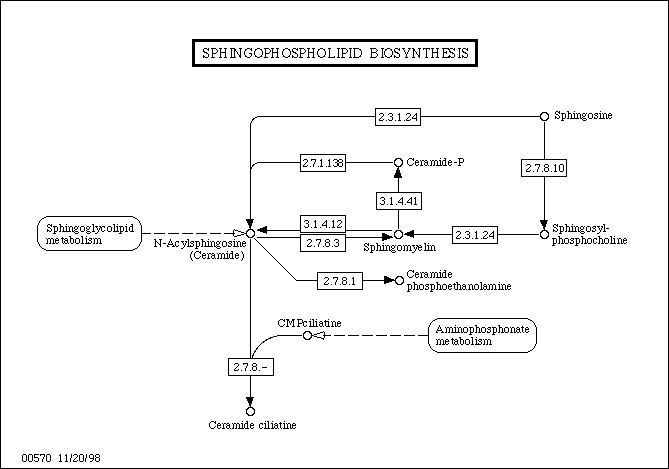 SPHINGOPHOSPHOLIPID BIOSYNTHESIS
2.3.1.24
Sphingosine
2.7.1.138
Ceramide-P
2.7.8.10
3.1.4.41
Sphingoglycolipid
metabolism
N-Acylsphingosine
(Ceramide)
3.1.4.12
2.7.8.3
Sphingomyelin
2.3.1.24
Sphingosyl-
phosphocholine
2.7.8.1
Ceramide
phosphoethanolamine
CMPciliatine
Aminophosphonate
metabolism
2.7.8.-
Ceramide ciliatine
00570 11/20/98